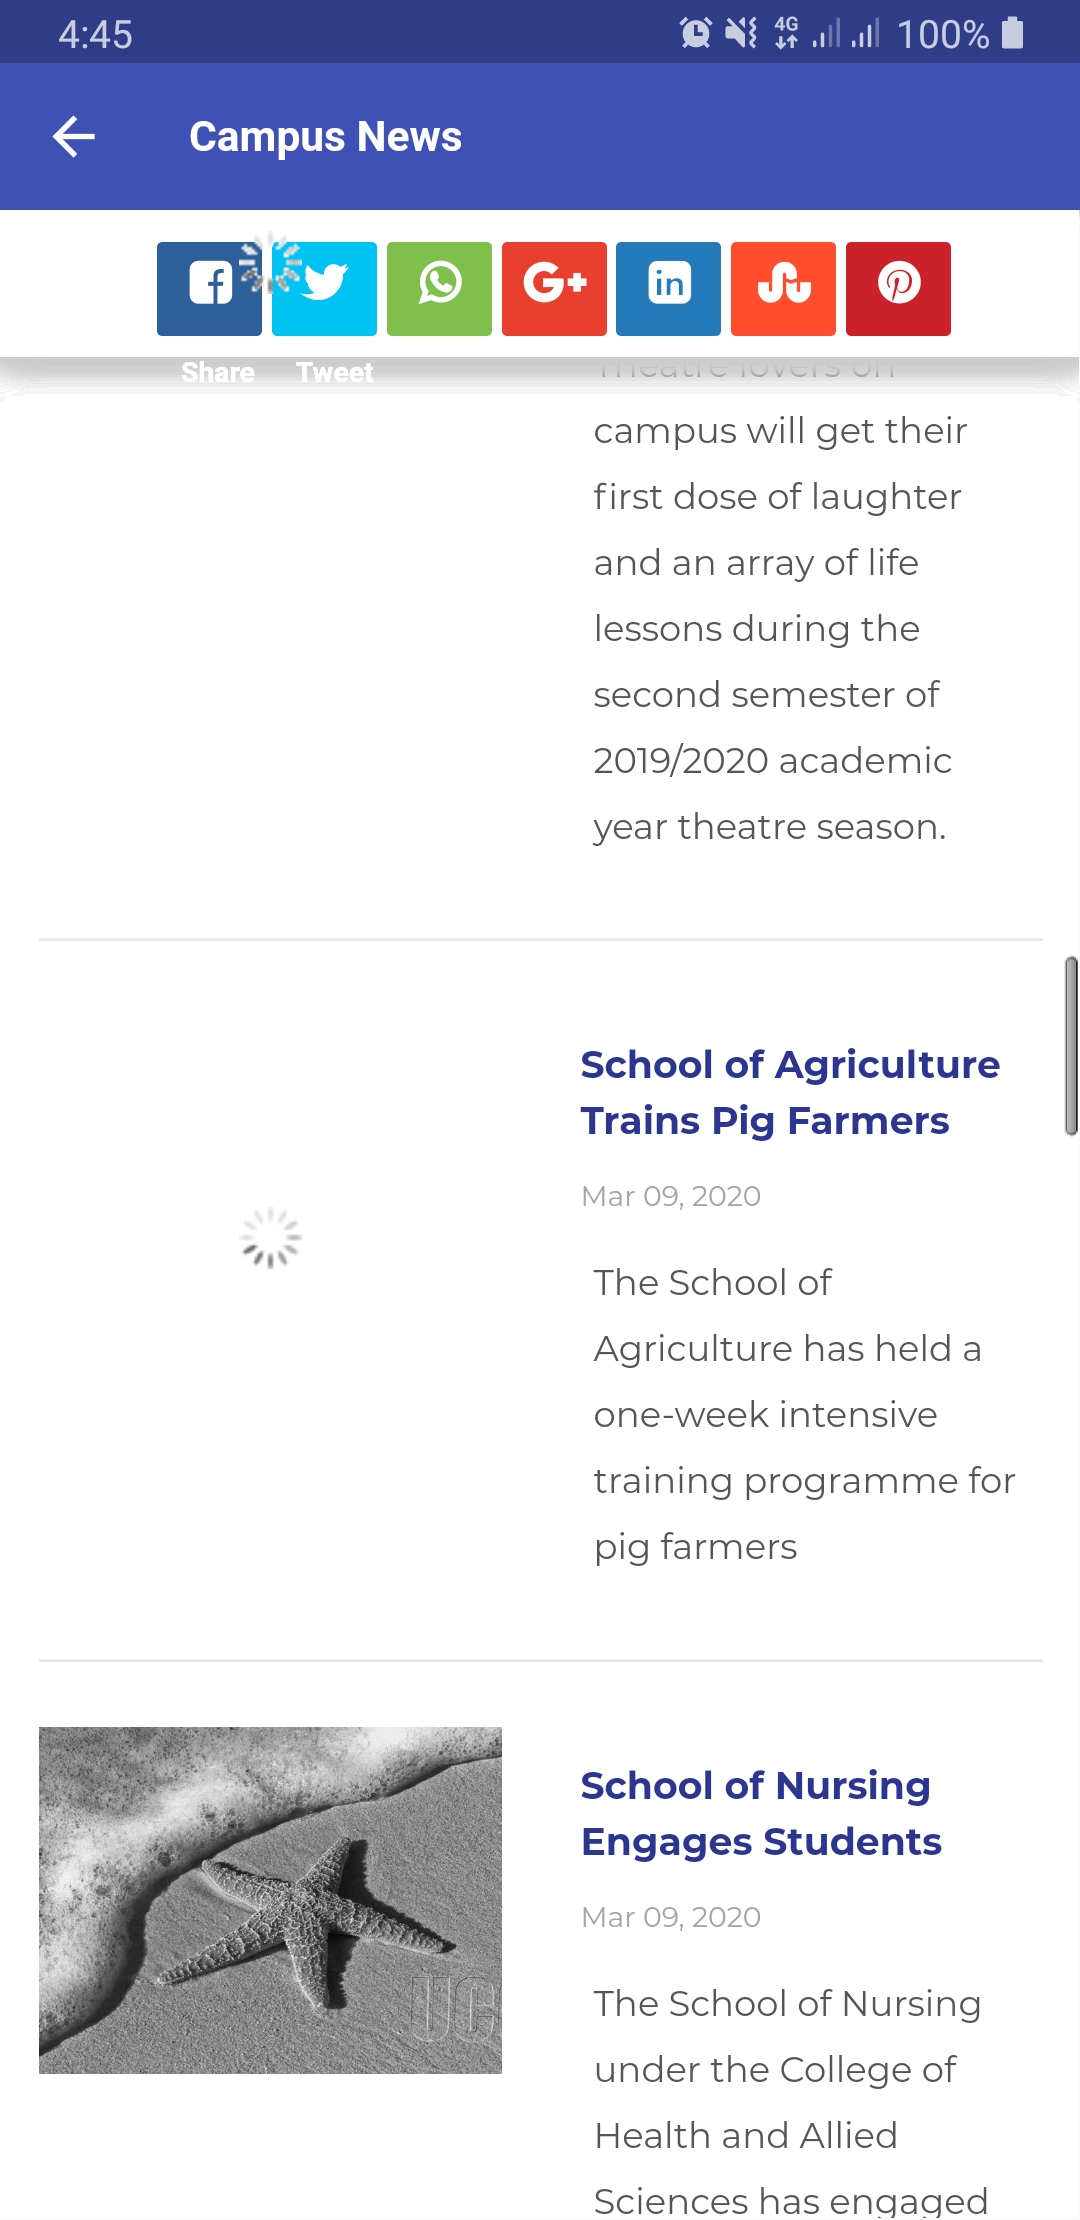 4:45
4G
100%
Campus News
Share
Tweet
Theatre lovers on
campus will get their
first dose of laughter
and an array of life
lessons during the
second semester of
2019/2020 academic
year theatre season.
School of Agriculture
Trains Pig Farmers
Mar 09, 2020
The School of
Agriculture has held a
one-week intensive
training programme for
pig farmers
School of Nursing
Engages Students
Mar 09, 2020
The School of Nursing
under the College of
Health and Allied
Sciences has engaged